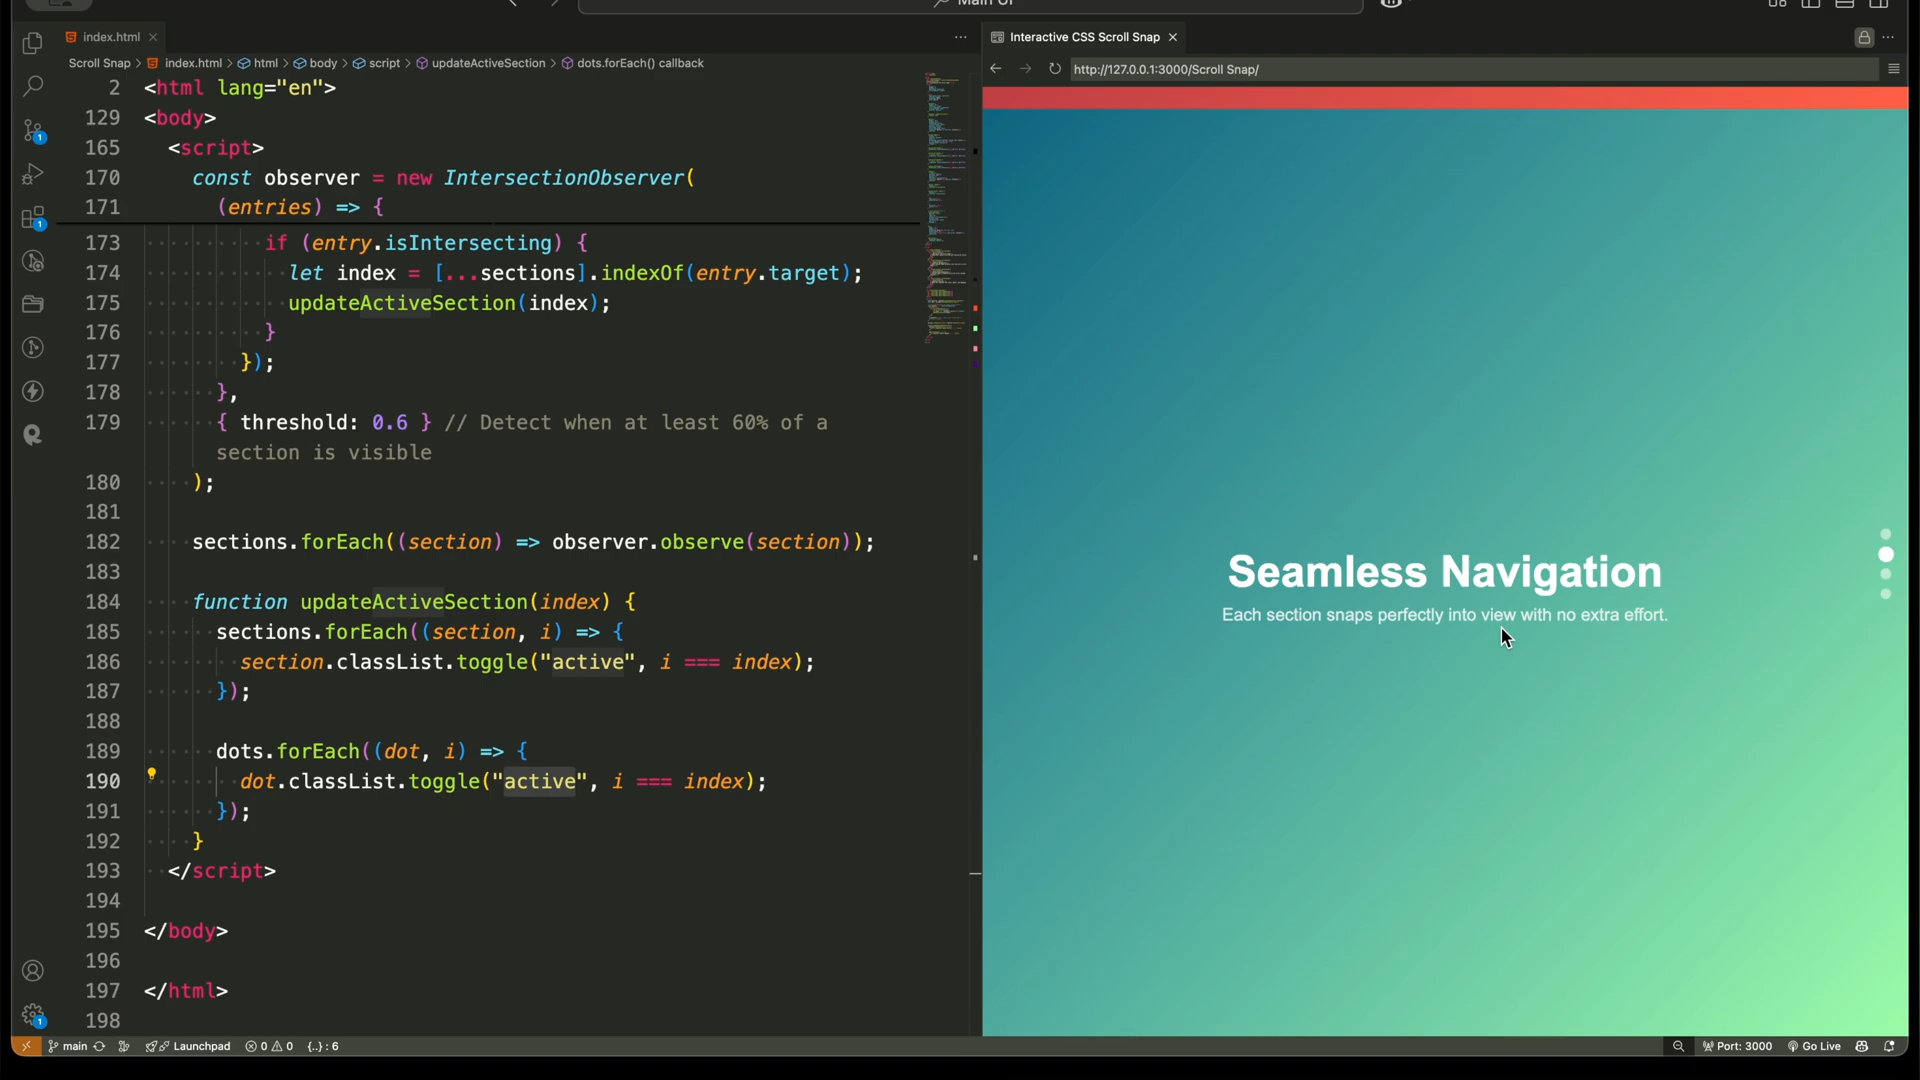 Main UI
index.html
Interactive CSS Scroll Snap
Scroll Snap > index.html > html > body > script > updateActiveSection > dots.forEach() callback
http://127.0.0.1:3000/Scroll Snap/
2 <html lang="en">
129 <body>
165 <script>
170 const observer = new IntersectionObserver(
171 (entries) => {
173 if (entry.isIntersecting) {
174 let index = [...sections].indexOf(entry.target);
175 updateActiveSection(index);
176 }
177 });
178 },
179 { threshold: 0.6 } // Detect when at least 60% of a
section is visible
180 );
181
182 sections.forEach((section) => observer.observe(section));
183
184 function updateActiveSection(index) {
185 sections.forEach((section, i) => {
186 section.classList.toggle("active", i === index);
187 });
188
189 dots.forEach((dot, i) => {
190 dot.classList.toggle("active", i === index);
191 });
192 }
193 </script>
194
195 </body>
196
197 </html>
198
Seamless Navigation
Each section snaps perfectly into view with no extra effort.
1
1
1
main
Launchpad
0 0
{..} : 6
Port: 3000
Go Live